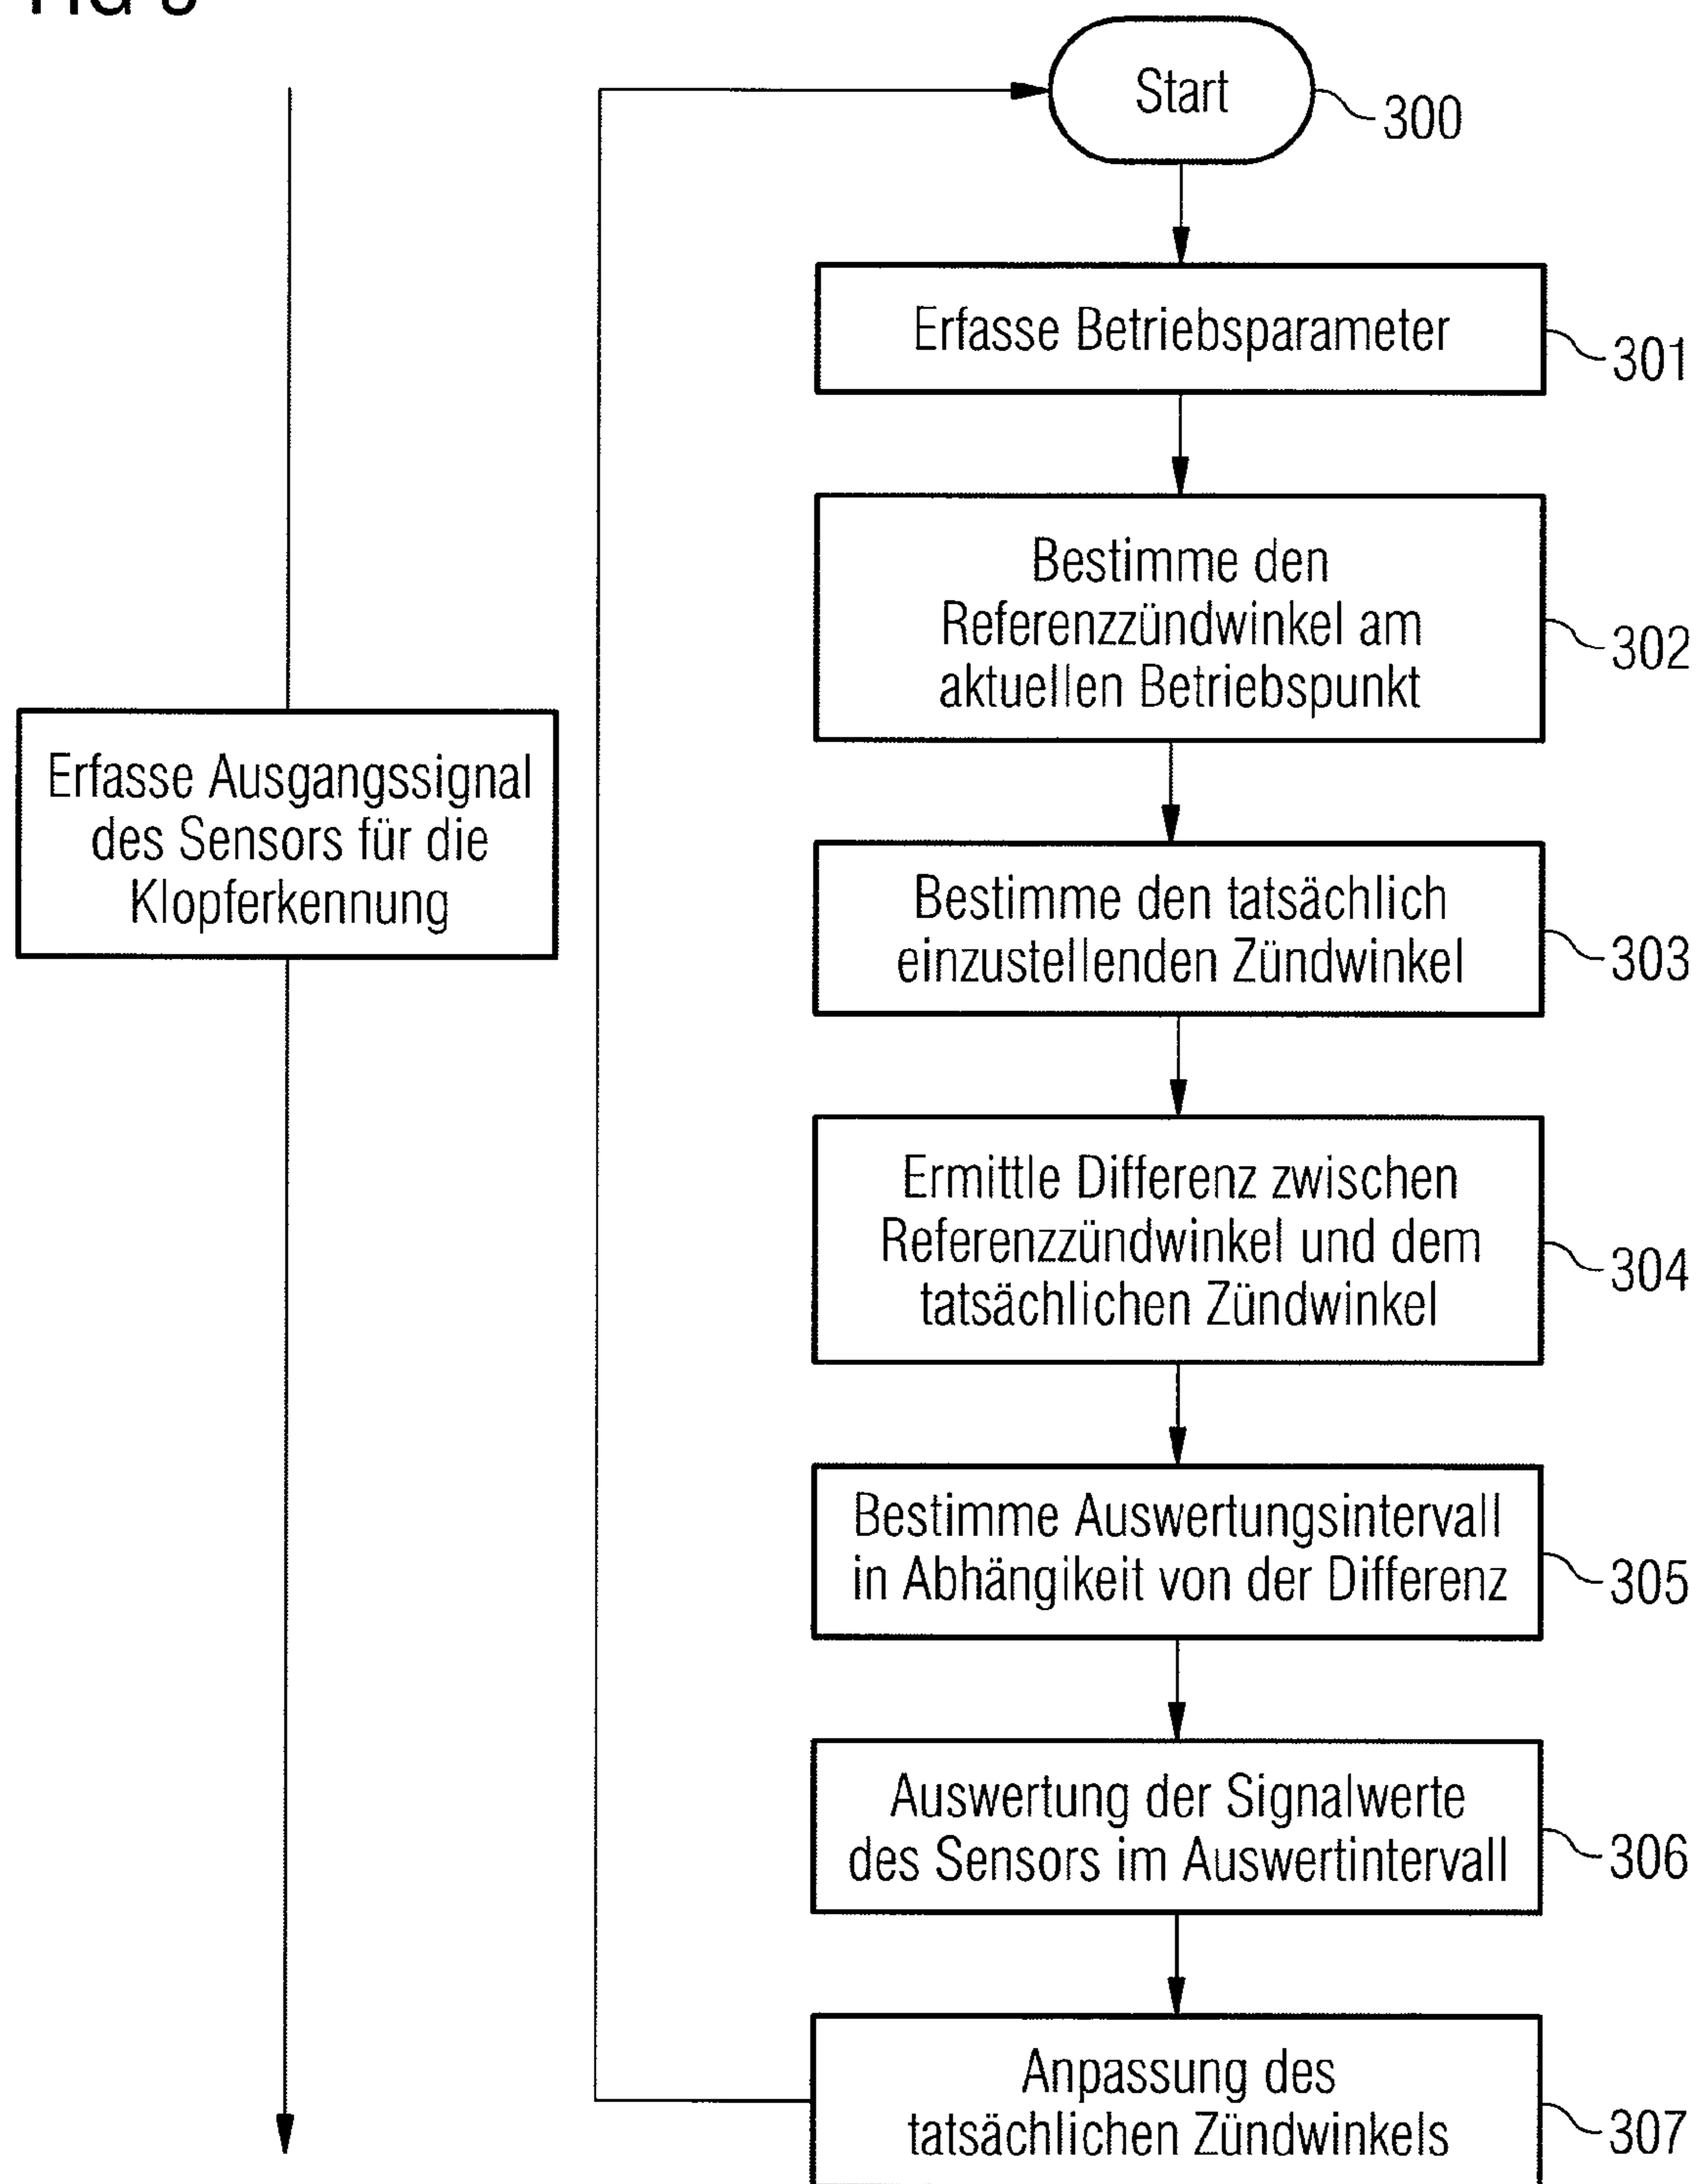 Start
300
Erfasse Betriebsparameter
301
Bestimme den
Referenzzündwinkel am
aktuellen Betriebspunkt
302
Erfasse Ausgangssignal
des Sensors für die
Klopferkennung
Bestimme den tatsächlich
einzustellenden Zündwinkel
303
Ermittle Differenz zwischen
Referenzzündwinkel und dem
tatsächlichen Zündwinkel
304
Bestimme Auswertungsintervall
in Abhängikeit von der Differenz
305
Auswertung der Signalwerte
des Sensors im Auswertintervall
306
Anpassung des
tatsächlichen Zündwinkels
307